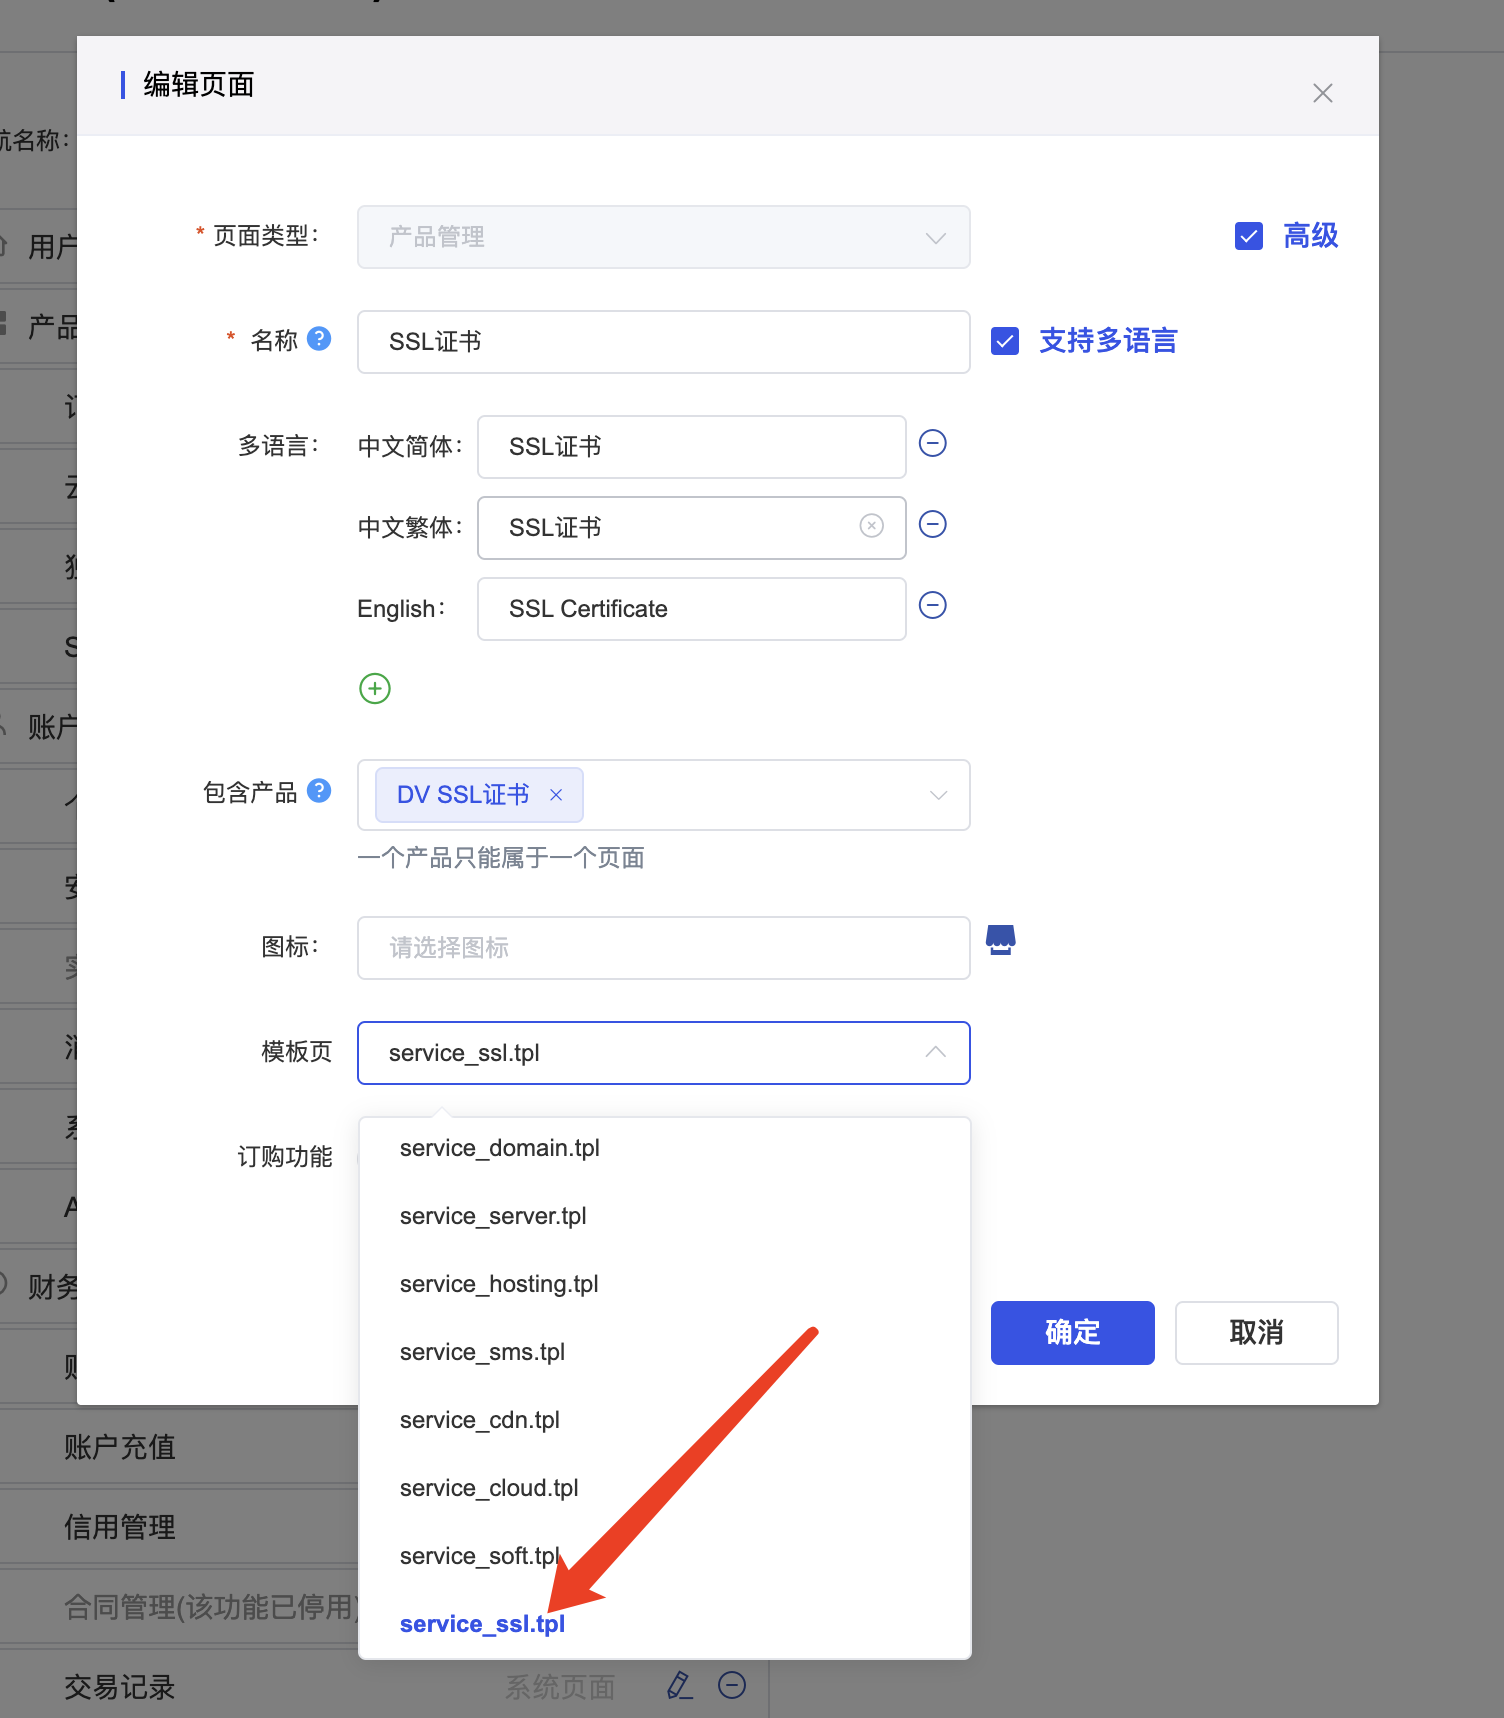 编辑页面
航名称：
* 页面类型： 产品管理 高级
* 名称 ? SSL证书 支持多语言
多语言： 中文简体： SSL证书
中文繁体： SSL证书
English： SSL Certificate
包含产品 ? DV SSL证书 ×
一个产品只能属于一个页面
图标： 请选择图标
模板页 service_ssl.tpl
订购功能
service_domain.tpl
service_server.tpl
service_hosting.tpl
service_sms.tpl
service_cdn.tpl
service_cloud.tpl
service_soft.tpl
service_ssl.tpl
确定 取消
用户
产品
账户
财务
账户充值
信用管理
合同管理(该功能已停用)
交易记录 系统页面